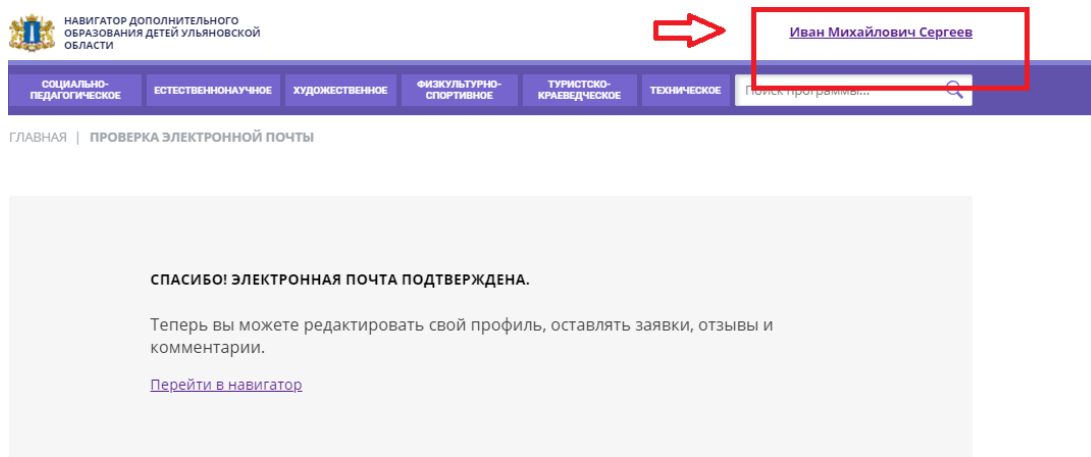 НАВИГАТОР ДОПОЛНИТЕЛЬНОГО
ОБРАЗОВАНИЯ ДЕТЕЙ УЛЬЯНОВСКОЙ
ОБЛАСТИ
Иван Михайлович Сергеев
СОЦИАЛЬНО-
ПЕДАГОГИЧЕСКОЕ
ЕСТЕСТВЕННОНАУЧНОЕ
ХУДОЖЕСТВЕННОЕ
ФИЗКУЛЬТУРНО-
СПОРТИВНОЕ
ТУРИСТСКО-
КРАЕВЕДЧЕСКОЕ
ТЕХНИЧЕСКОЕ
Поиск программы...
ГЛАВНАЯ | ПРОВЕРКА ЭЛЕКТРОННОЙ ПОЧТЫ
СПАСИБО! ЭЛЕКТРОННАЯ ПОЧТА ПОДТВЕРЖДЕНА.
Теперь вы можете редактировать свой профиль, оставлять заявки, отзывы и
комментарии.
Перейти в навигатор